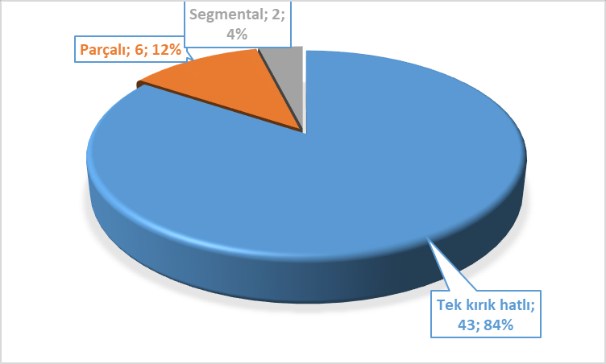 Segmental; 2;
4%
Parçalı; 6; 12%
Tek kırık hatlı;
43; 84%